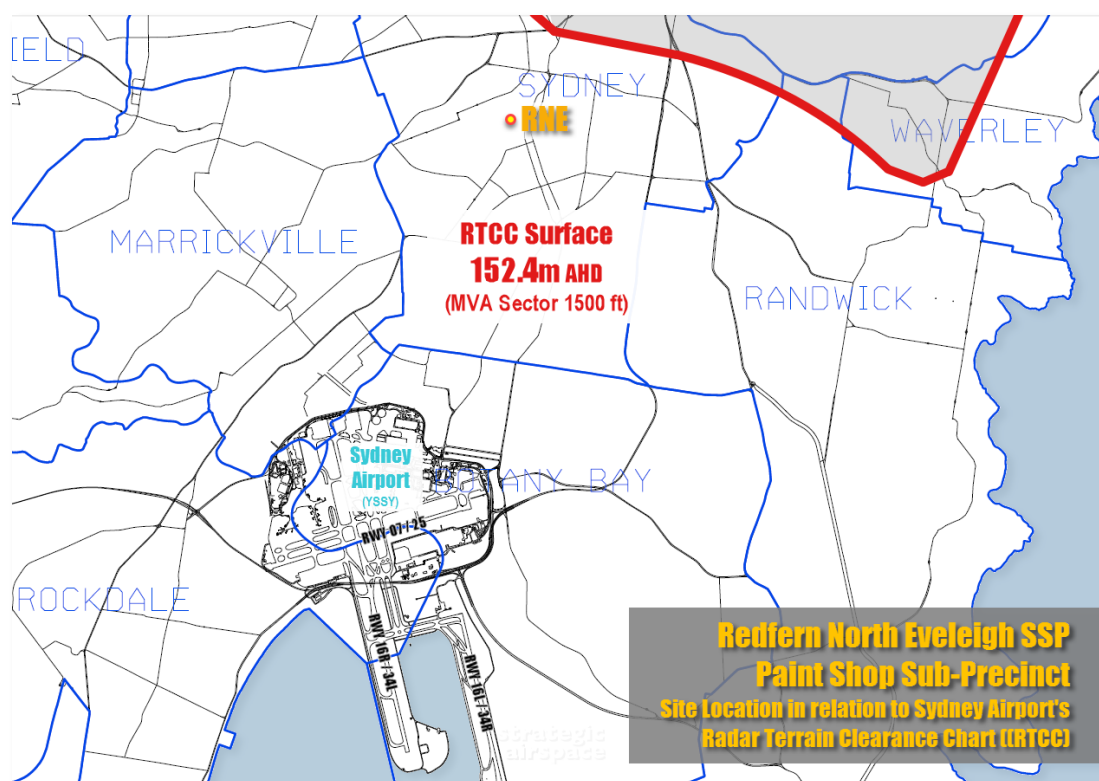 IELD
SYDNEY
RNE
WAVERLEY
RTCC Surface
152.4m AHD
(MVA Sector 1500 ft)
MARRICKVILLE
RANDWICK
Sydney
Airport
(YSSY)
BOTANY BAY
RWY 07 / 25
ROCKDALE
RWY 16R / 34L
RWY 16L / 34R
Redfern North Eveleigh SSP
Paint Shop Sub-Precinct
Site Location in relation to Sydney Airport's
Radar Terrain Clearance Chart ((RTCC)
strategic
airspace